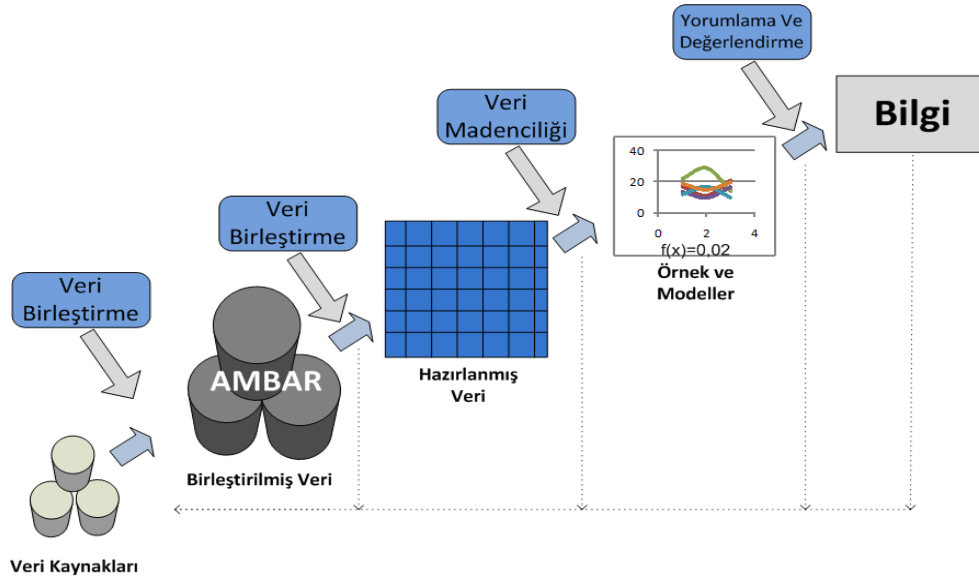 Yorumlama Ve
Değerlendirme
Bilgi
Veri
Madenciliği
40
20
0
0
2
4
f(x)=0,02
Örnek ve
Modeller
Veri
Birleştirme
Hazırlanmış
Veri
Veri
Birleştirme
AMBAR
Birleştirilmiş Veri
Veri Kaynakları